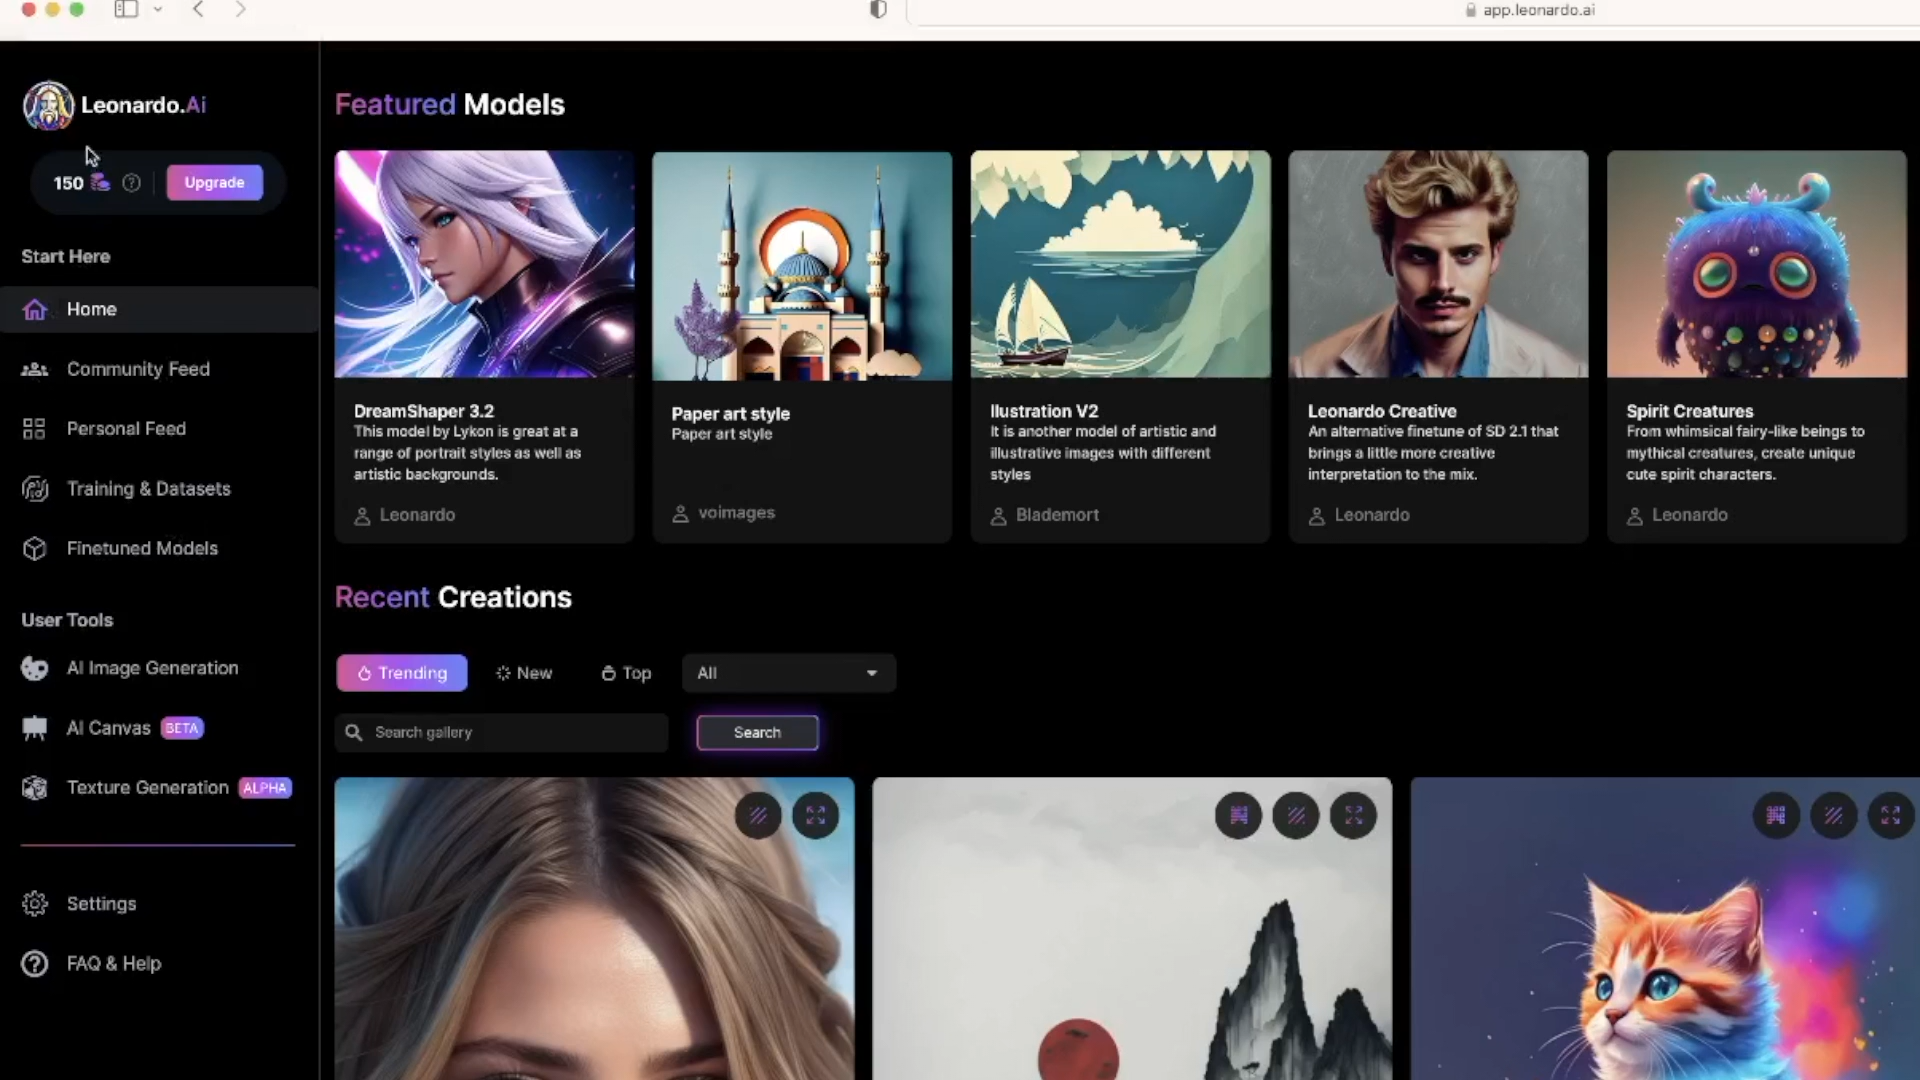 app.leonardo.ai
Leonardo.Ai
150
Upgrade
Start Here
Home
Community Feed
Personal Feed
Training & Datasets
Finetuned Models
User Tools
AI Image Generation
AI Canvas BETA
Texture Generation ALPHA
Settings
FAQ & Help
Featured Models
DreamShaper 3.2
This model by Lykon is great at a
range of portrait styles as well as
artistic backgrounds.
Leonardo
Paper art style
Paper art style
voimages
Ilustration V2
It is another model of artistic and
illustrative images with different
styles
Blademort
Leonardo Creative
An alternative finetune of SD 2.1 that
brings a little more creative
interpretation to the mix.
Leonardo
Spirit Creatures
From whimsical fairy-like beings to
mythical creatures, create unique
cute spirit characters.
Leonardo
Recent Creations
Trending New Top All
Search gallery Search